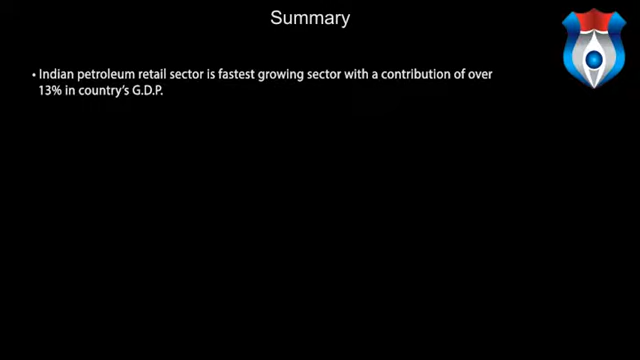 Summary
• Indian petroleum retail sector is fastest growing sector with a contribution of over
13% in country's G.D.P.